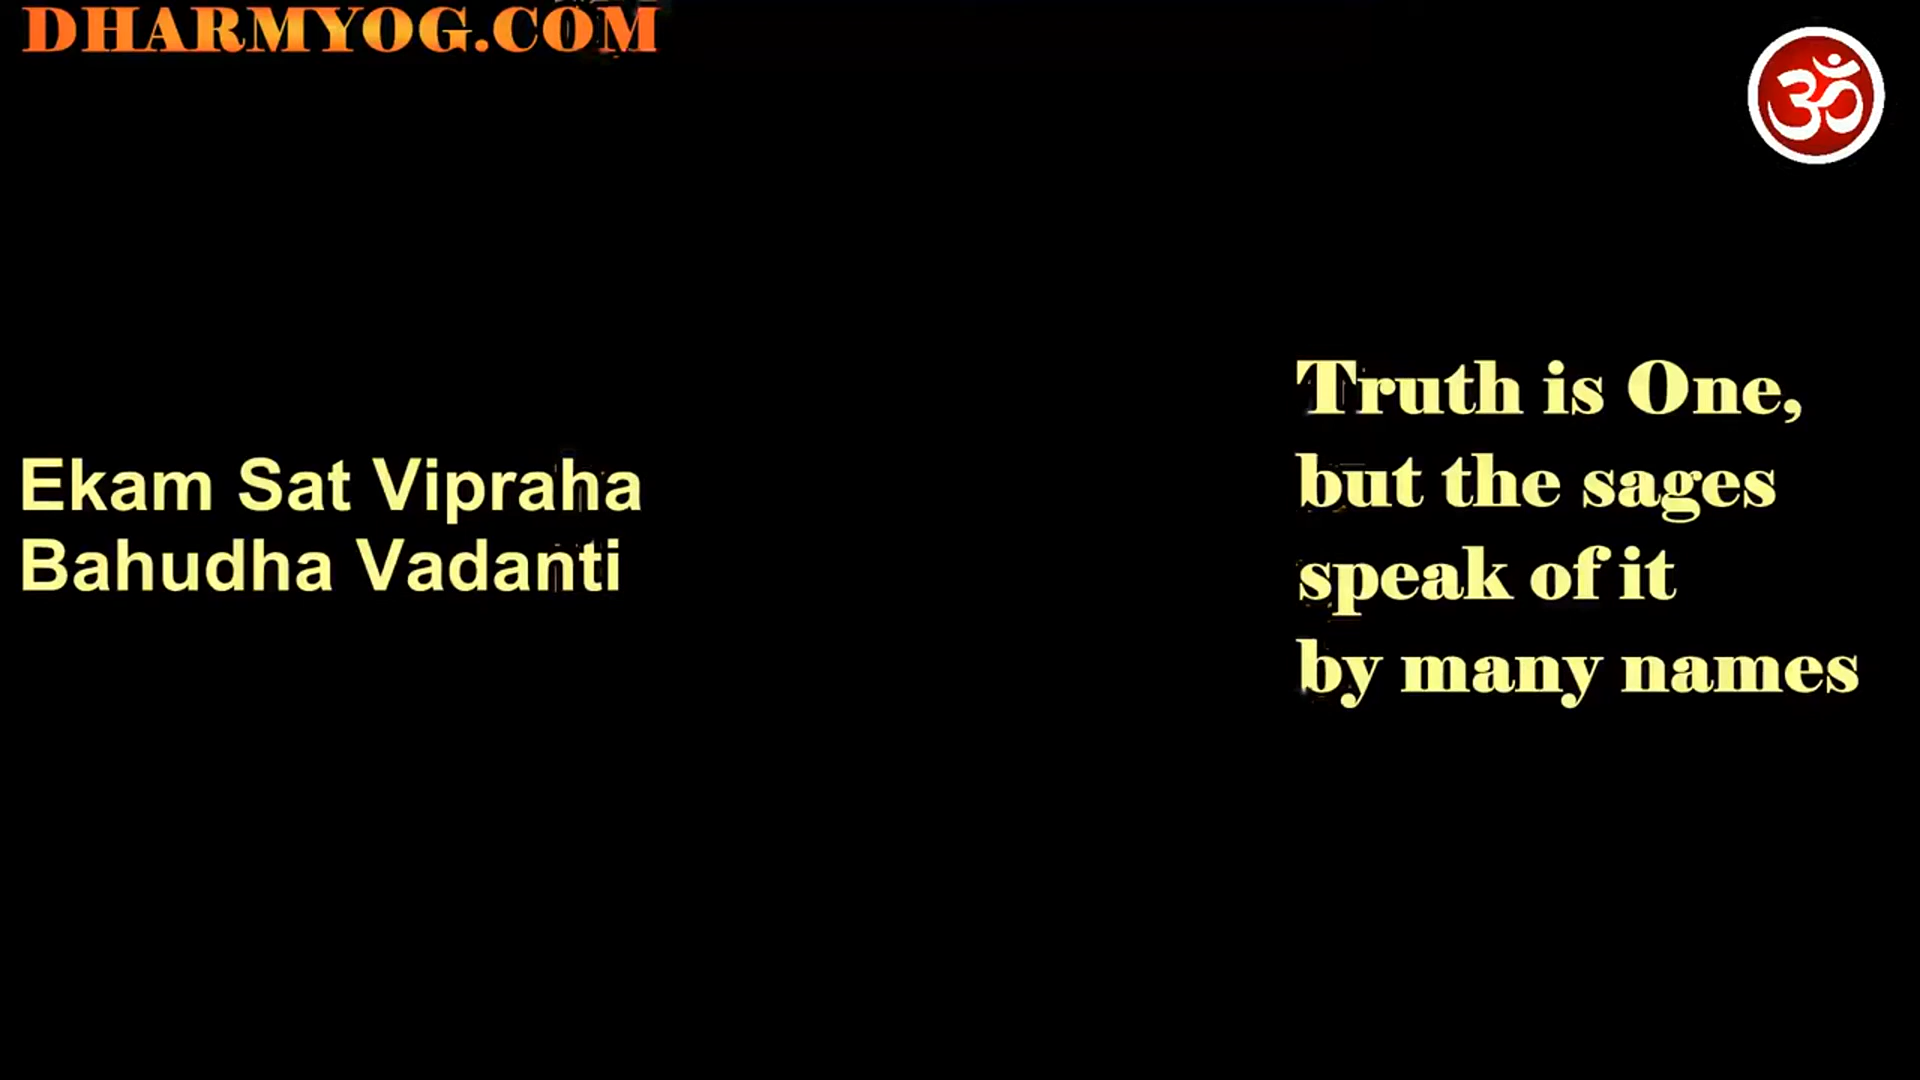 DHARMYOG.COM
ॐ
Ekam Sat Vipraha
Bahudha Vadanti
Truth is One,
but the sages
speak of it
by many names